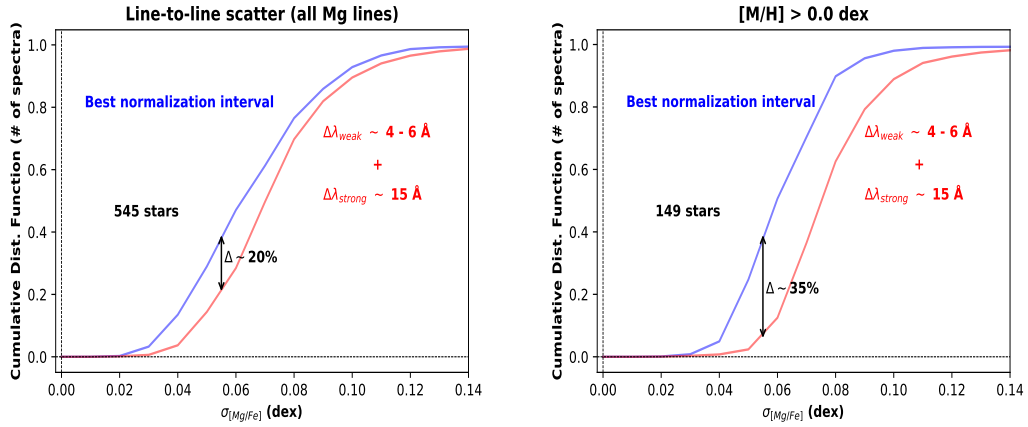 Line-to-line scatter (all Mg lines)
Cumulative Dist. Function (# of spectra)
1.0
0.8
0.6
0.4
0.2
0.0
Best normalization interval
Δλweak ~ 4 - 6 Å
+
Δλstrong ~ 15 Å
545 stars
Δ ~ 20%
0.00 0.02 0.04 0.06 0.08 0.10 0.12 0.14
σ[Mg/Fe] (dex)
[M/H] > 0.0 dex
Cumulative Dist. Function (# of spectra)
1.0
0.8
0.6
0.4
0.2
0.0
Best normalization interval
Δλweak ~ 4 - 6 Å
+
Δλstrong ~ 15 Å
149 stars
Δ ~ 35%
0.00 0.02 0.04 0.06 0.08 0.10 0.12 0.14
σ[Mg/Fe] (dex)